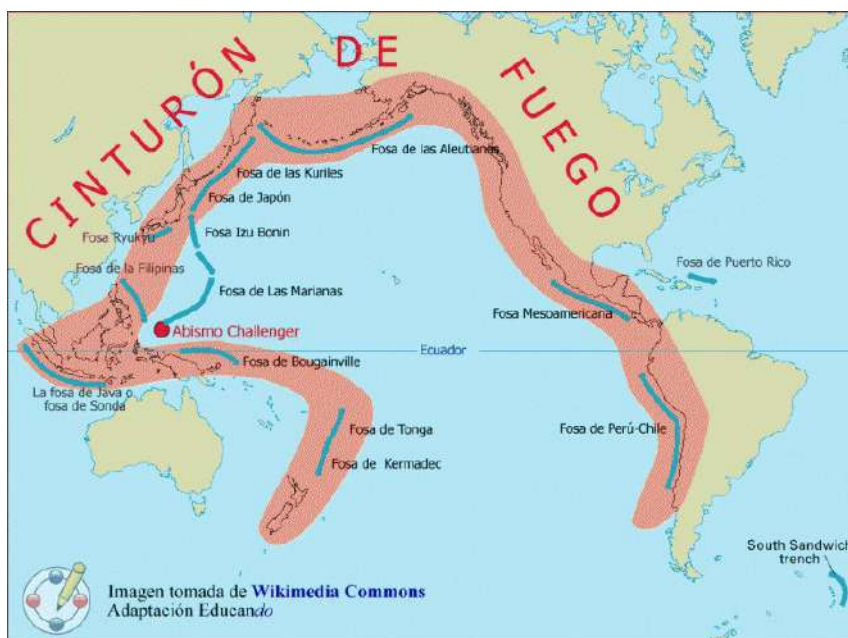 CINTURÓN DE FUEGO
Fosa de las Aleutianas
Fosa de las Kuriles
Fosa de Japón
Fosa Ryukyu
Fosa Izu Bonin
Fosa de la Filipinas
Fosa de Las Marianas
Fosa de Puerto Rico
Fosa Mesoamericana
Abismo Challenger
Ecuador
Fosa de Bougainville
La fosa de Java o
fosa de Sonda
Fosa de Tonga
Fosa de Perú-Chile
Fosa de Kermadec
South Sandwich
trench
Imagen tomada de Wikimedia Commons
Adaptación Educando